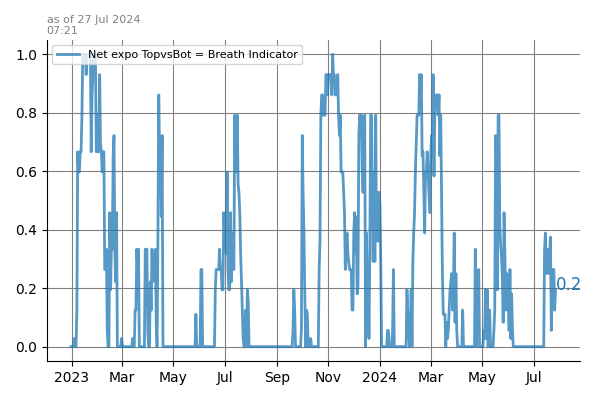 as of 27 Jul 2024
07:21
Net expo TopvsBot = Breath Indicator
1.0
0.8
0.6
0.4
0.2
0.0
0.2
2023 Mar May Jul Sep Nov 2024 Mar May Jul